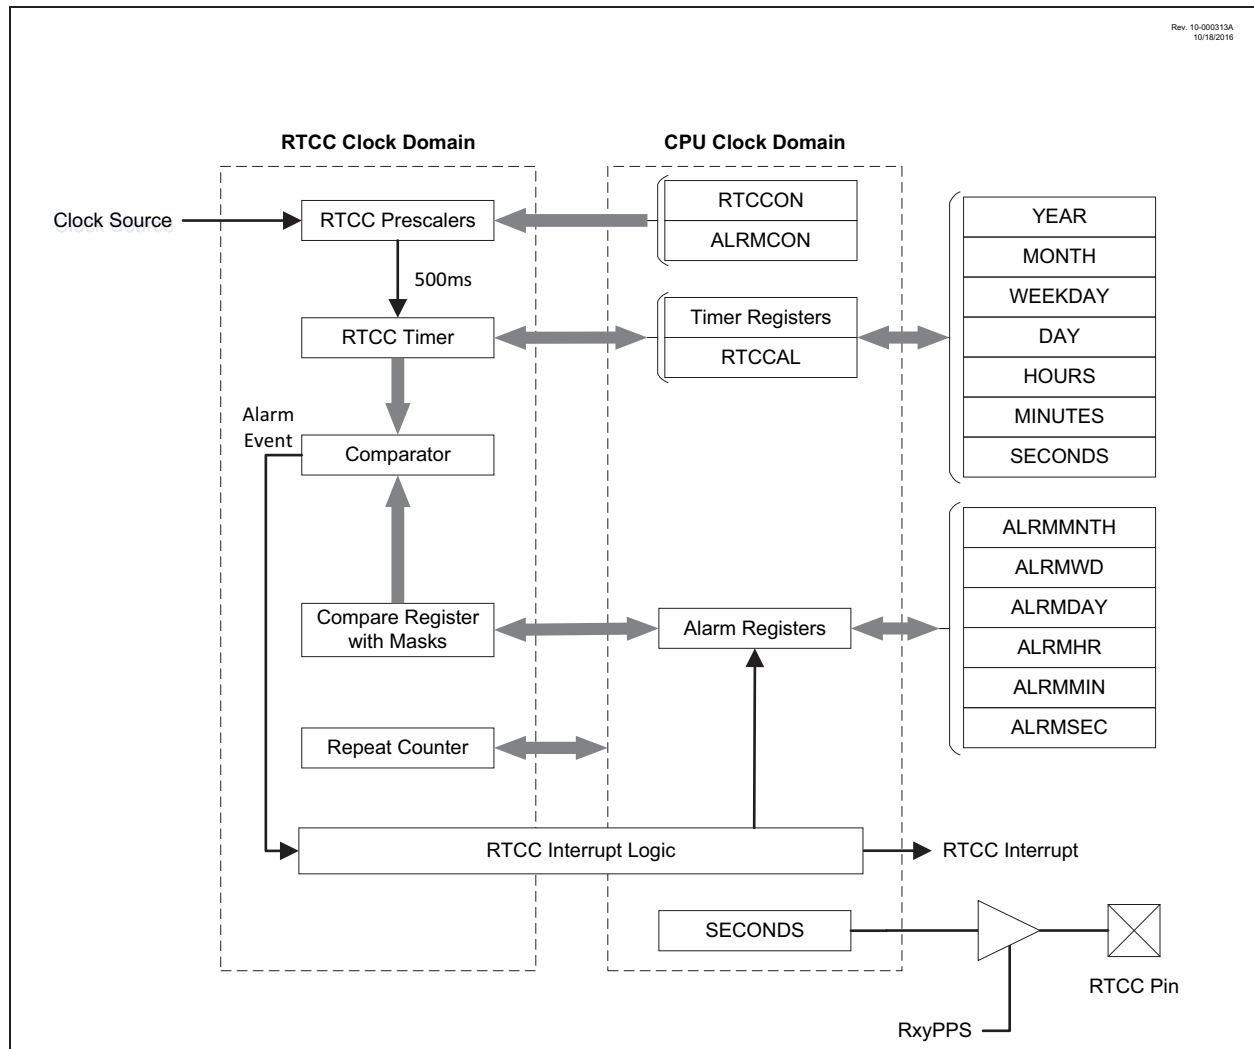 Rev. 10-000313A
10/18/2016
RTCC Clock Domain
CPU Clock Domain
Clock Source
RTCC Prescalers
RTCCON
ALRMCON
500ms
RTCC Timer
Timer Registers
RTCCAL
YEAR
MONTH
WEEKDAY
DAY
HOURS
MINUTES
SECONDS
Alarm
Event
Comparator
Compare Register
with Masks
Alarm Registers
ALRMMNTH
ALRMWD
ALRMDAY
ALRMHR
ALRMMIN
ALRMSEC
Repeat Counter
RTCC Interrupt Logic
RTCC Interrupt
SECONDS
RTCC Pin
RxyPPS